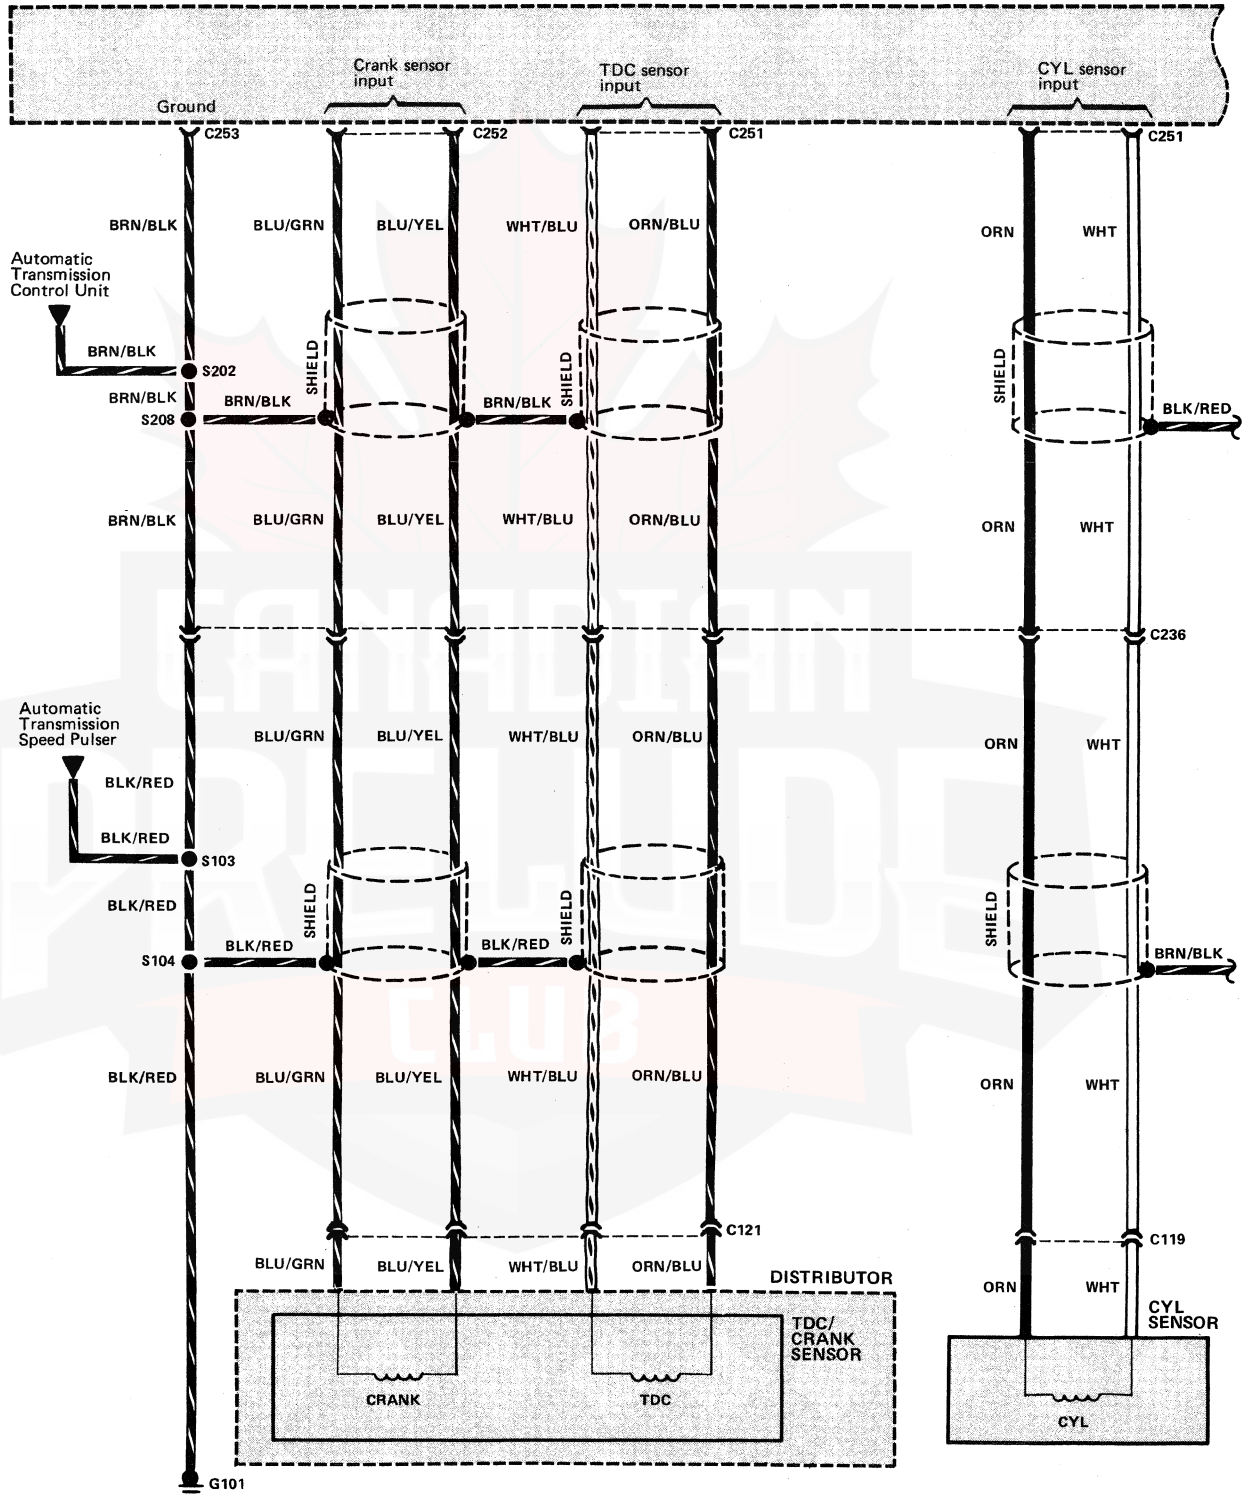 Crank sensor
input
TDC sensor
input
CYL sensor
input
Ground
C253
C252
C251
C251
BRN/BLK
BLU/GRN
BLU/YEL
WHT/BLU
ORN/BLU
ORN
WHT
Automatic
Transmission
Control Unit
BRN/BLK
S202
SHIELD
SHIELD
SHIELD
BRN/BLK
S208
BRN/BLK
BRN/BLK
BLK/RED
BRN/BLK
BLU/GRN
BLU/YEL
WHT/BLU
ORN/BLU
ORN
WHT
CANADIAN
C236
Automatic
Transmission
Speed Pulser
BLU/GRN
BLU/YEL
WHT/BLU
ORN/BLU
ORN
WHT
PRELUDE
BLK/RED
BLK/RED
S103
SHIELD
SHIELD
SHIELD
BLK/RED
S104
BLK/RED
BLK/RED
BRN/BLK
CLUB
BLK/RED
BLU/GRN
BLU/YEL
WHT/BLU
ORN/BLU
ORN
WHT
C121
C119
BLU/GRN
BLU/YEL
WHT/BLU
ORN/BLU
ORN
WHT
DISTRIBUTOR
TDC/
CRANK
SENSOR
CYL
SENSOR
CRANK
TDC
CYL
G101